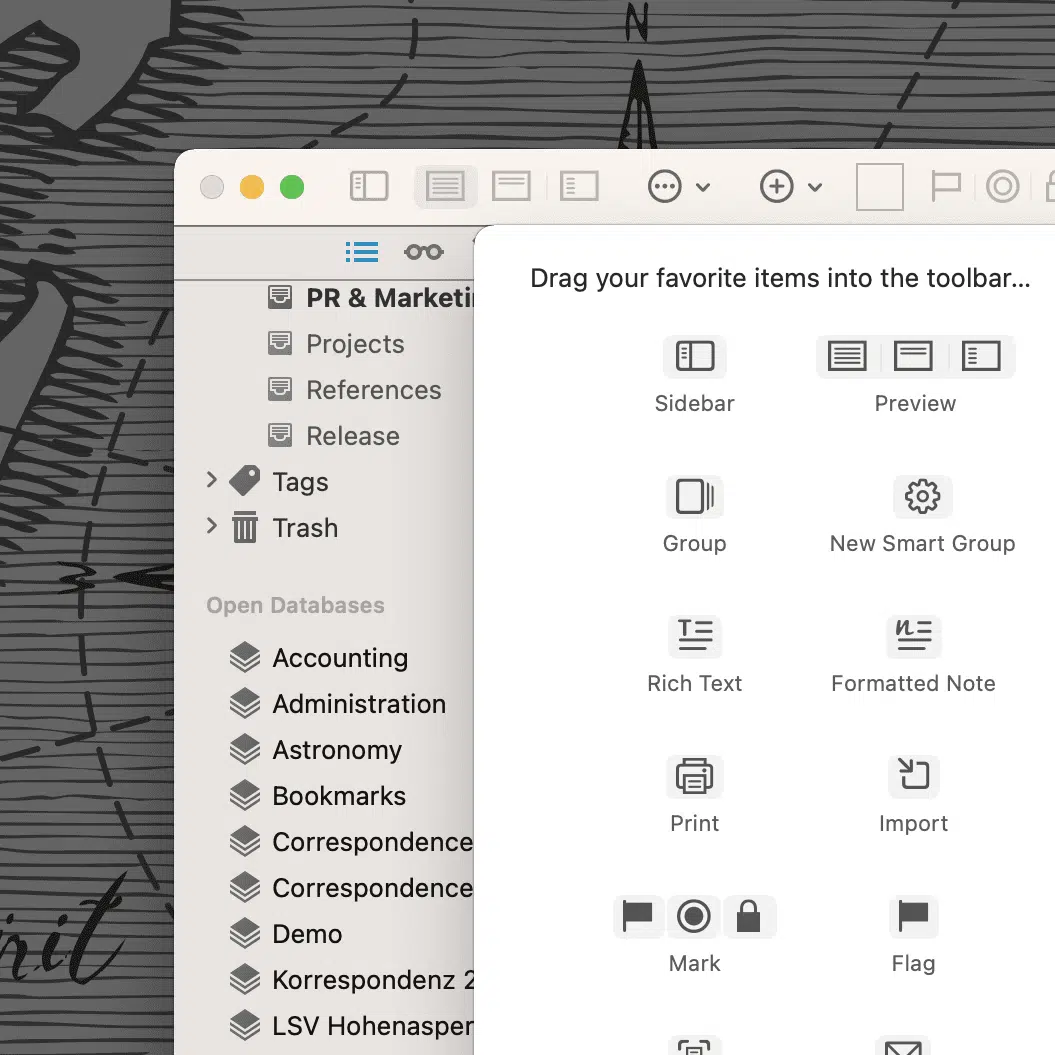 N
Drag your favorite items into the toolbar...
PR & Marketi
Projects
References
Release
Tags
Trash
Open Databases
Accounting
Administration
Astronomy
Bookmarks
Correspondence
Correspondence
Demo
Korrespondenz 2
LSV Hohenasper
Sidebar
Preview
Group
New Smart Group
Rich Text
Formatted Note
Print
Import
Mark
Flag